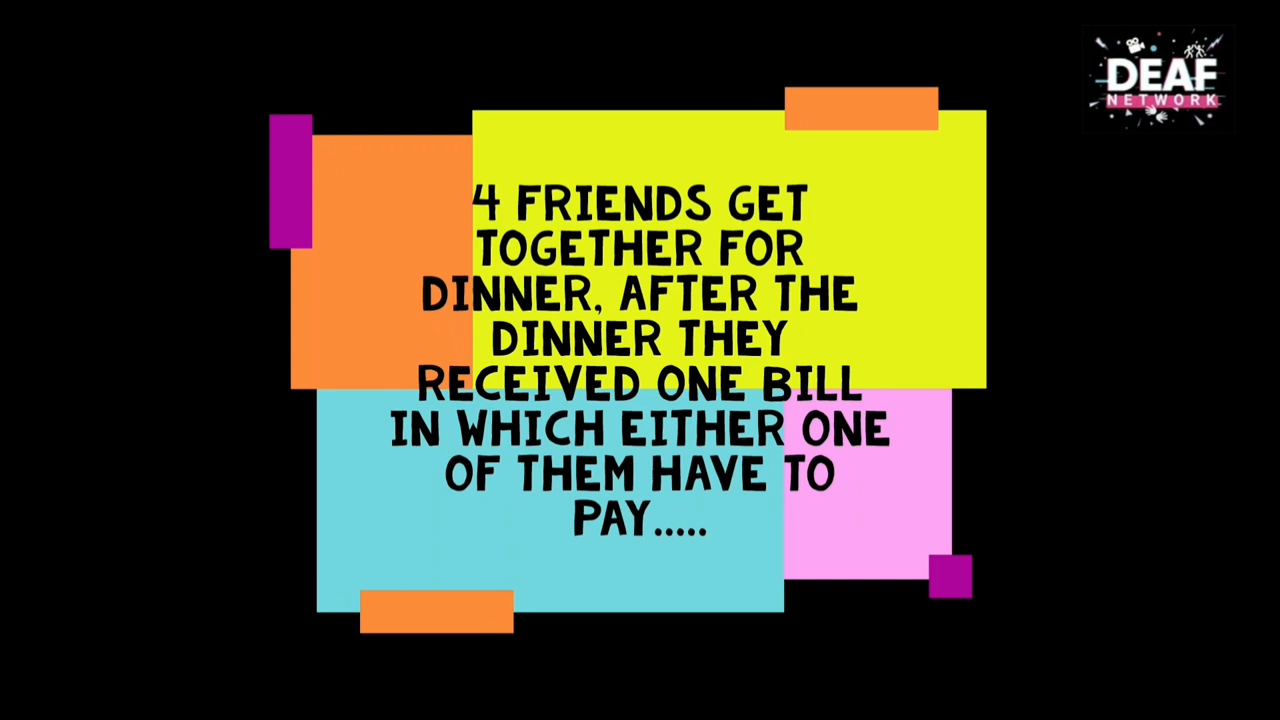 DEAF
NETWORK
4 FRIENDS GET
TOGETHER FOR
DINNER, AFTER THE
DINNER THEY
RECEIVED ONE BILL
IN WHICH EITHER ONE
OF THEM HAVE TO
PAY.....